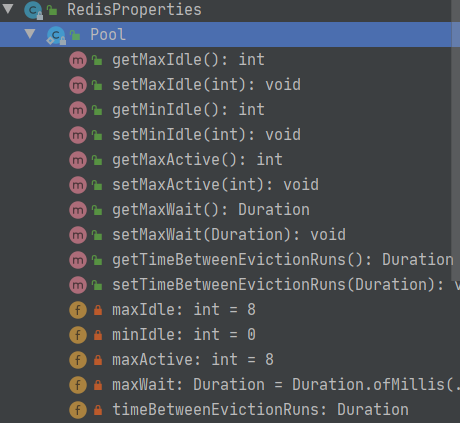 RedisProperties
Pool
getMaxIdle(): int
setMaxIdle(int): void
getMinIdle(): int
setMinIdle(int): void
getMaxActive(): int
setMaxActive(int): void
getMaxWait(): Duration
setMaxWait(Duration): void
getTimeBetweenEvictionRuns(): Duration
setTimeBetweenEvictionRuns(Duration): v
maxIdle: int = 8
minIdle: int = 0
maxActive: int = 8
maxWait: Duration = Duration.ofMillis(.
timeBetweenEvictionRuns: Duration